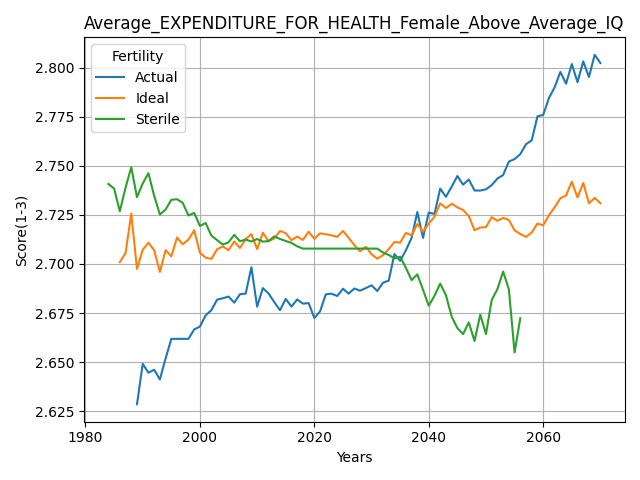 Average_EXPENDITURE_FOR_HEALTH_Female_Above_Average_IQ
Fertility
Actual
Ideal
Sterile
2.800
2.775
2.750
2.725
2.700
2.675
2.650
2.625
Score(1-3)
1980 2000 2020 2040 2060
Years